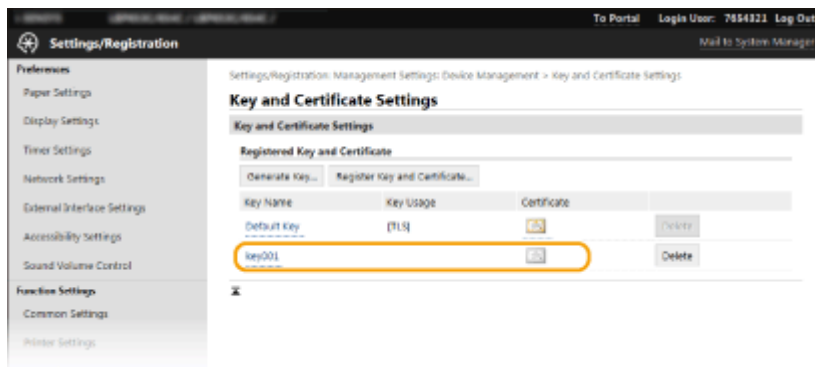 To Portal Login User: 7654321 Log Out
Settings/Registration
Mail to System Manager
Preferences
Paper Settings
Display Settings
Timer Settings
Network Settings
External Interface Settings
Accessibility Settings
Sound Volume Control
Function Settings
Common Settings
Printer Settings
Settings/Registration: Management Settings: Device Management > Key and Certificate Settings
Key and Certificate Settings
Key and Certificate Settings
Registered Key and Certificate
Generate Key... Register Key and Certificate...
Key Name Key Usage Certificate
Default Key [TLS] Delete
key001 Delete